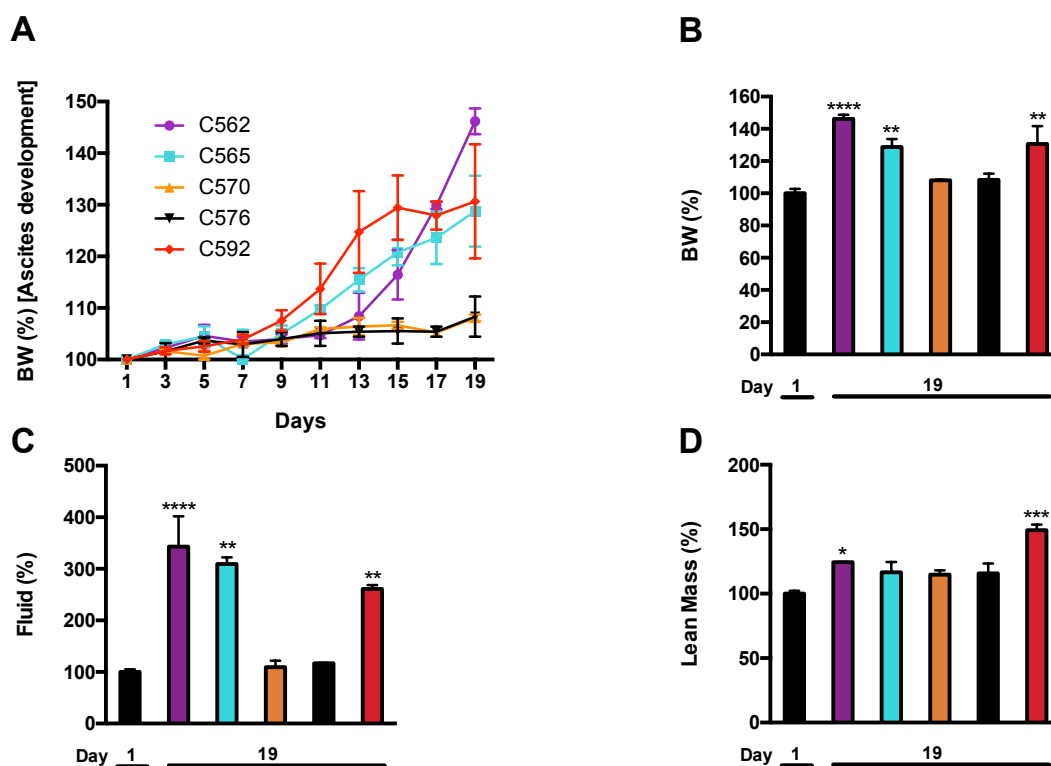 A
BW (%) [Ascites development]
150
140
130
120
110
100
C562
C565
C570
C576
C592
1 3 5 7 9 11 13 15 17 19
Days
B
BW (%)
160
140
120
100
80
60
40
20
0
**** ** **
Day 1 19
C
Fluid (%)
500
400
300
200
100
0
**** ** **
Day 1 19
D
Lean Mass (%)
200
150
100
50
0
* ***
Day 1 19